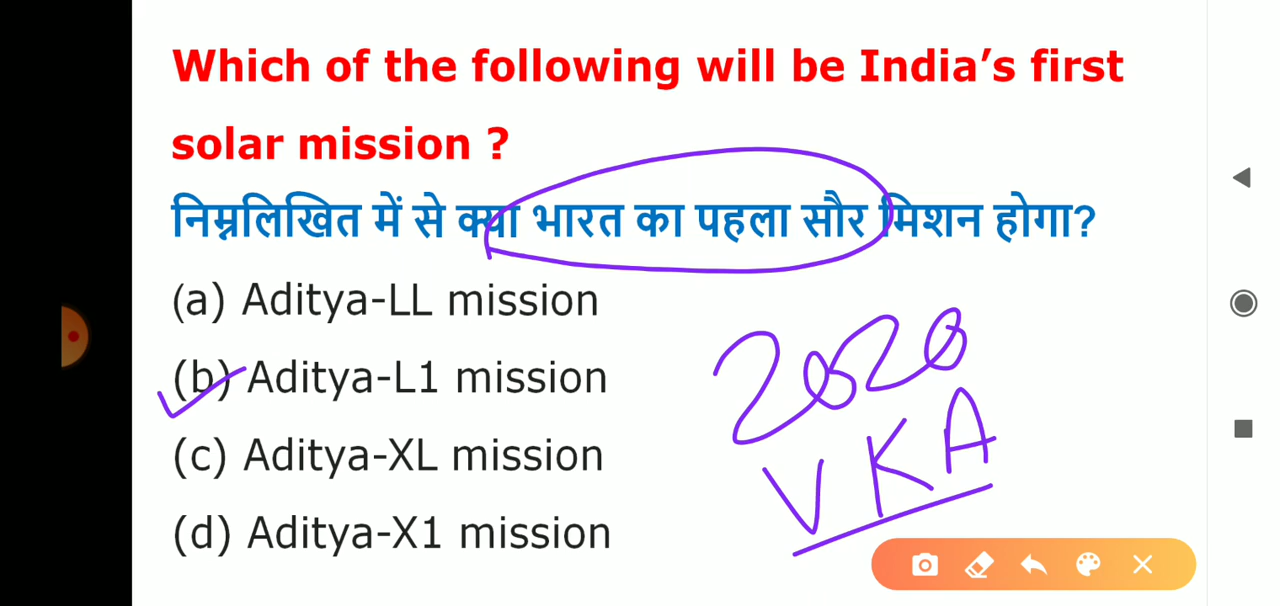 Which of the following will be India's first
solar mission ?
निम्नलिखित में से क्या भारत का पहला सौर मिशन होगा?
(a) Aditya-LL mission
(b) Aditya-L1 mission
(c) Aditya-XL mission
(d) Aditya-X1 mission
2020
VKA